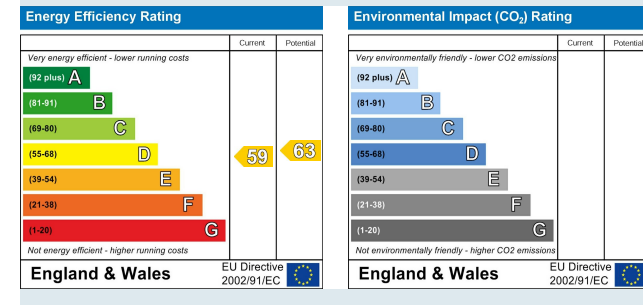 Energy Efficiency Rating
Current Potential
Very energy efficient - lower running costs
(92 plus) A
(81-91) B
(69-80) C
(55-68) D
59 63
(39-54) E
(21-38) F
(1-20) G
Not energy efficient - higher running costs
England & Wales
EU Directive
2002/91/EC
Environmental Impact (CO₂) Rating
Current Potential
Very environmentally friendly - lower CO2 emissions
(92 plus) A
(81-91) B
(69-80) C
(55-68) D
(39-54) E
(21-38) F
(1-20) G
Not environmentally friendly - higher CO2 emissions
England & Wales
EU Directive
2002/91/EC